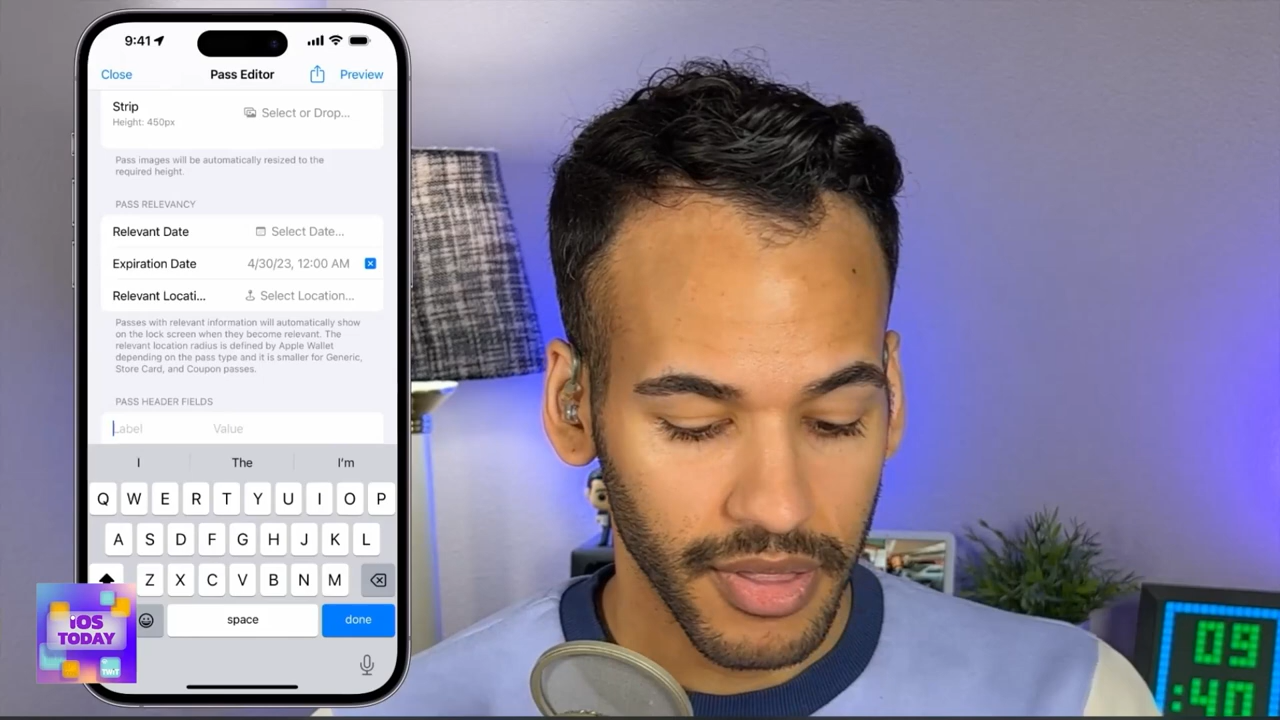 9:41
Close
Pass Editor
Preview
Strip
Select or Drop...
Height: 450px
Pass images will be automatically resized to the
required height.
PASS RELEVANCY
Relevant Date
Select Date...
Expiration Date
4/30/23, 12:00 AM
Relevant Locati...
Select Location...
Passes with relevant information will automatically show
on the lock screen when they become relevant. The
relevant location radius is defined by Apple Wallet
depending on the pass type and it is smaller for Generic,
Store Card, and Coupon passes.
PASS HEADER FIELDS
Label
Value
I
The
I'm
Q W E R T Y U I O P
A S D F G H J K L
Z X C V B N M
space
done
iOS
TODAY
TWiT
09
:40